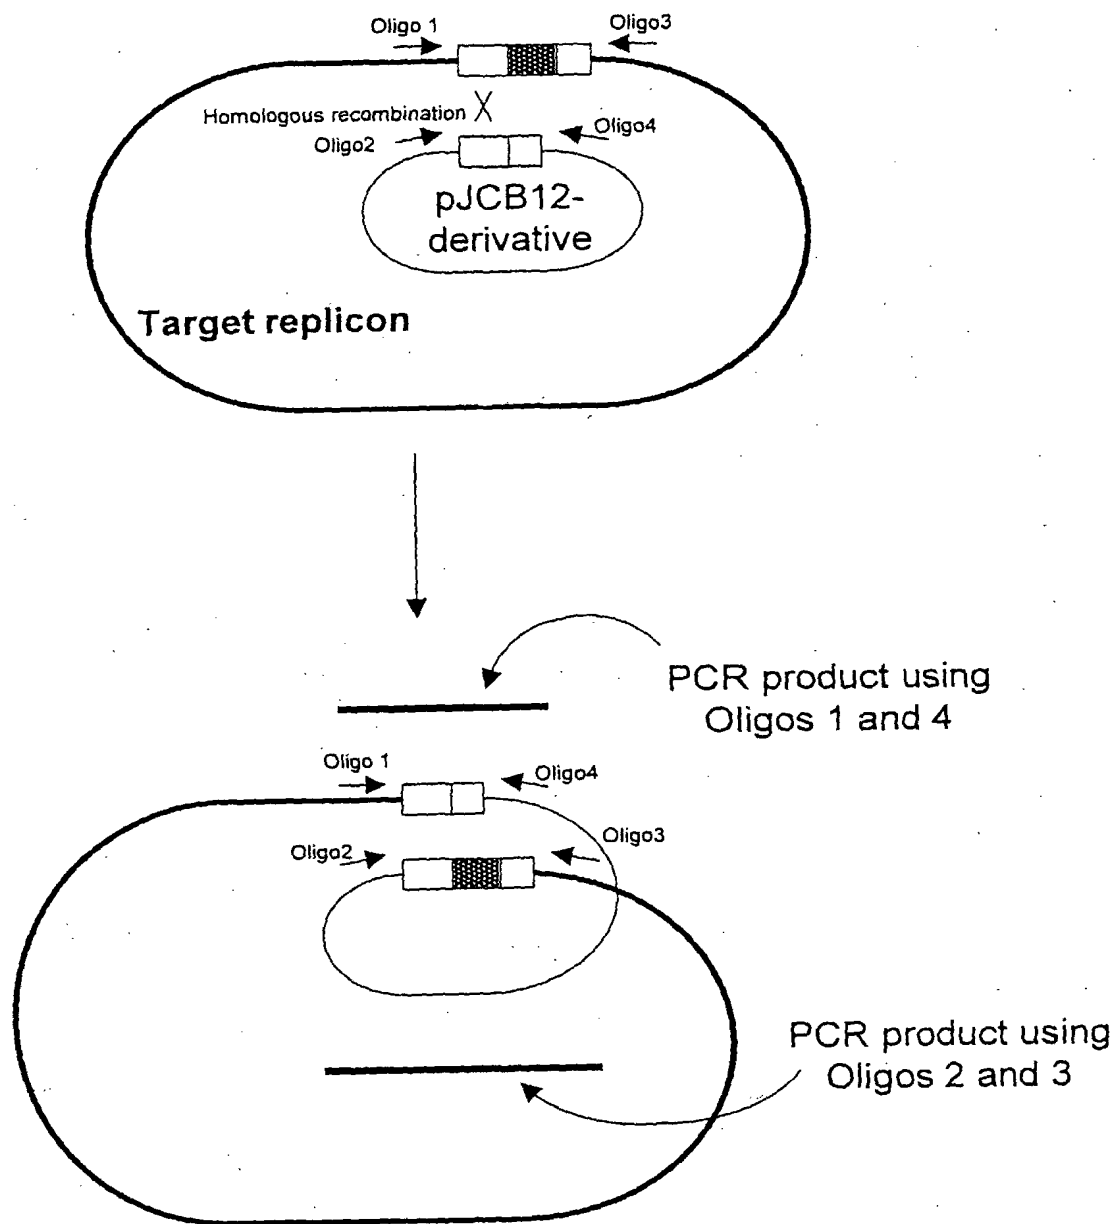 Oligo 1
Oligo3
Homologous recombination
Oligo2
Oligo4
pJCB12-
derivative
Target replicon
PCR product using
Oligos 1 and 4
Oligo 1
Oligo4
Oligo2
Oligo3
PCR product using
Oligos 2 and 3